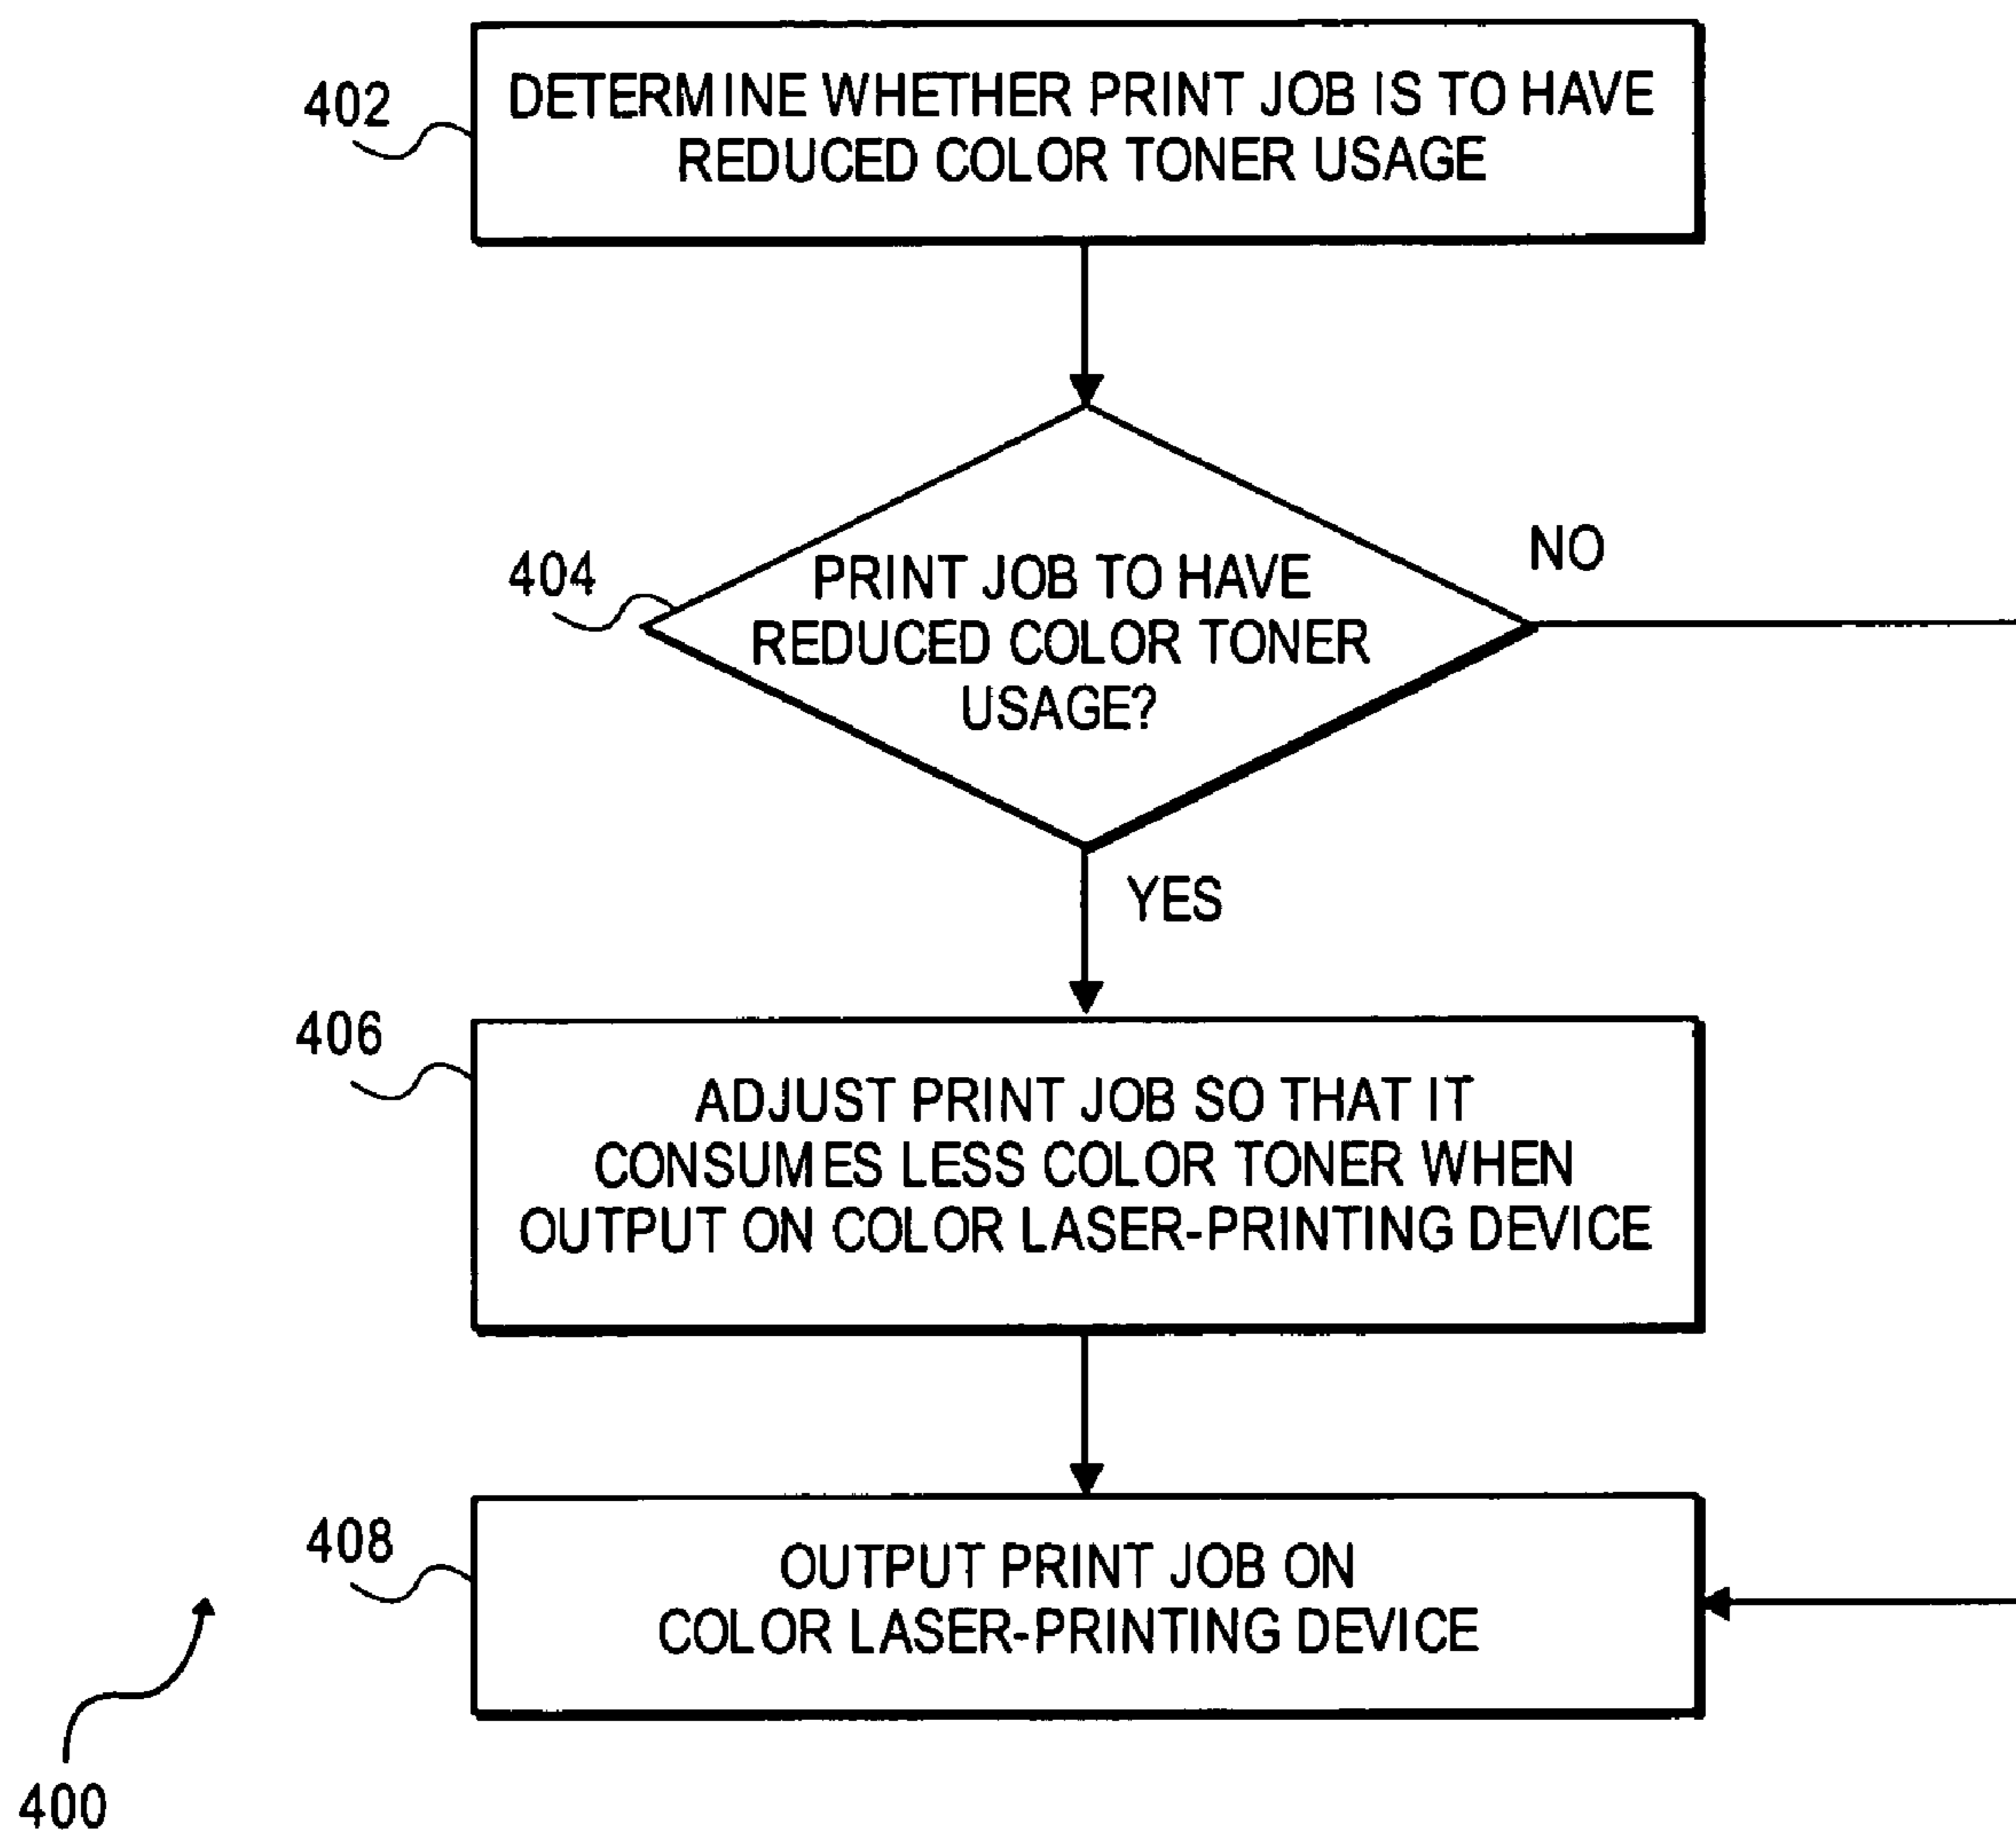 402
DETERMINE WHETHER PRINT JOB IS TO HAVE
REDUCED COLOR TONER USAGE
404
PRINT JOB TO HAVE
REDUCED COLOR TONER
USAGE?
NO
YES
406
ADJUST PRINT JOB SO THAT IT
CONSUMES LESS COLOR TONER WHEN
OUTPUT ON COLOR LASER-PRINTING DEVICE
408
OUTPUT PRINT JOB ON
COLOR LASER-PRINTING DEVICE
400